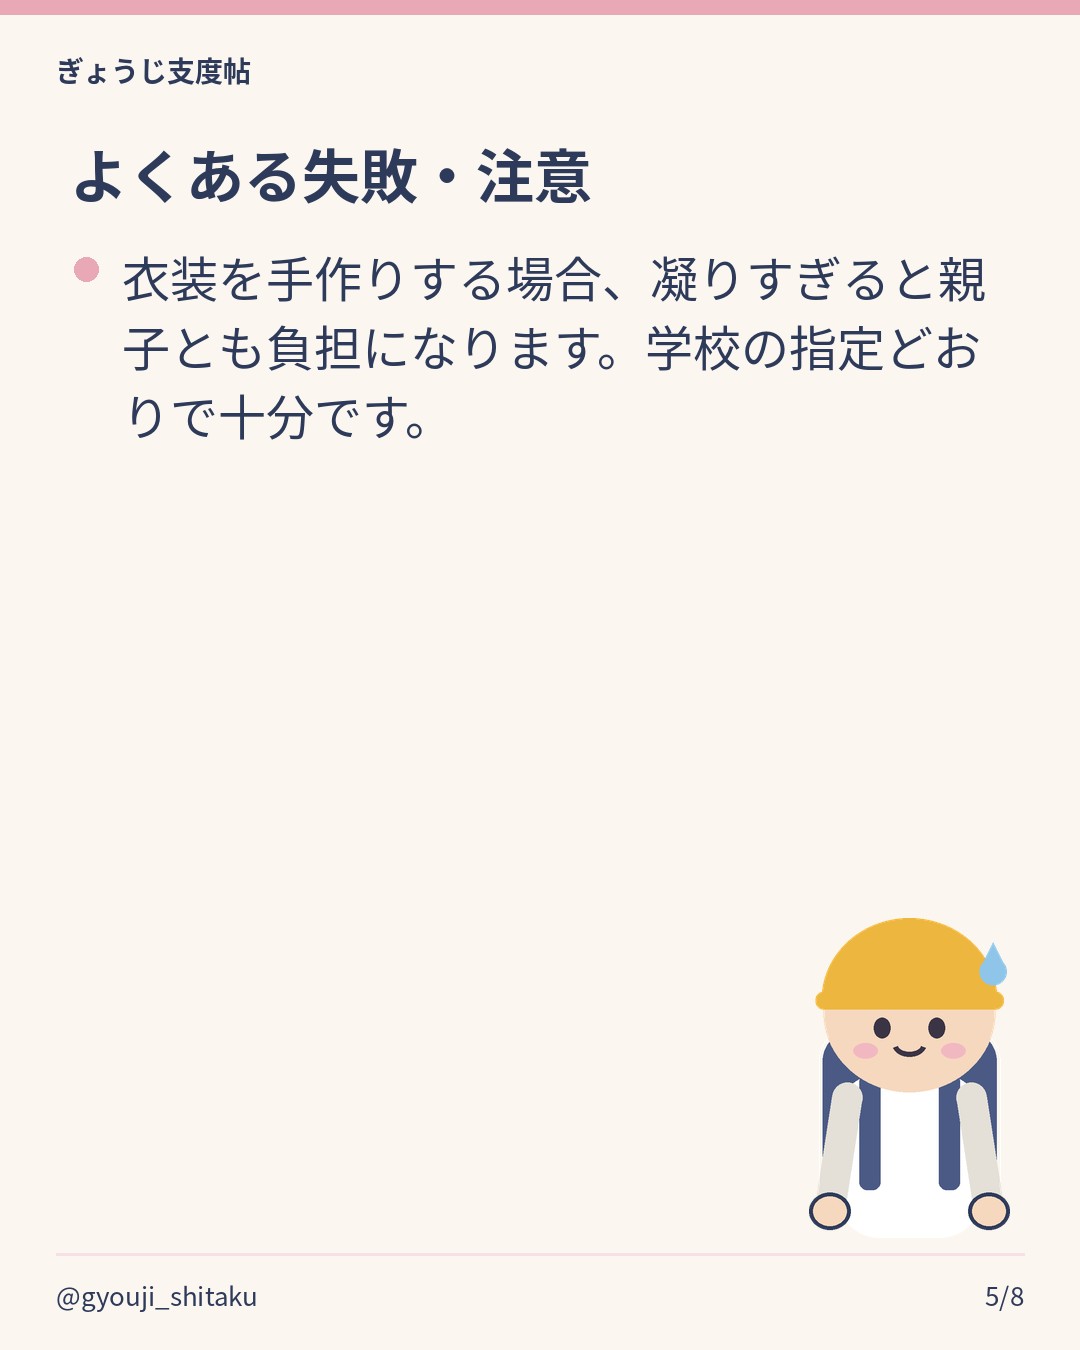 ぎょうじ支度帖
よくある失敗・注意
衣装を手作りする場合、凝りすぎると親
子とも負担になります。学校の指定どお
りで十分です。
@gyouji_shitaku
5/8